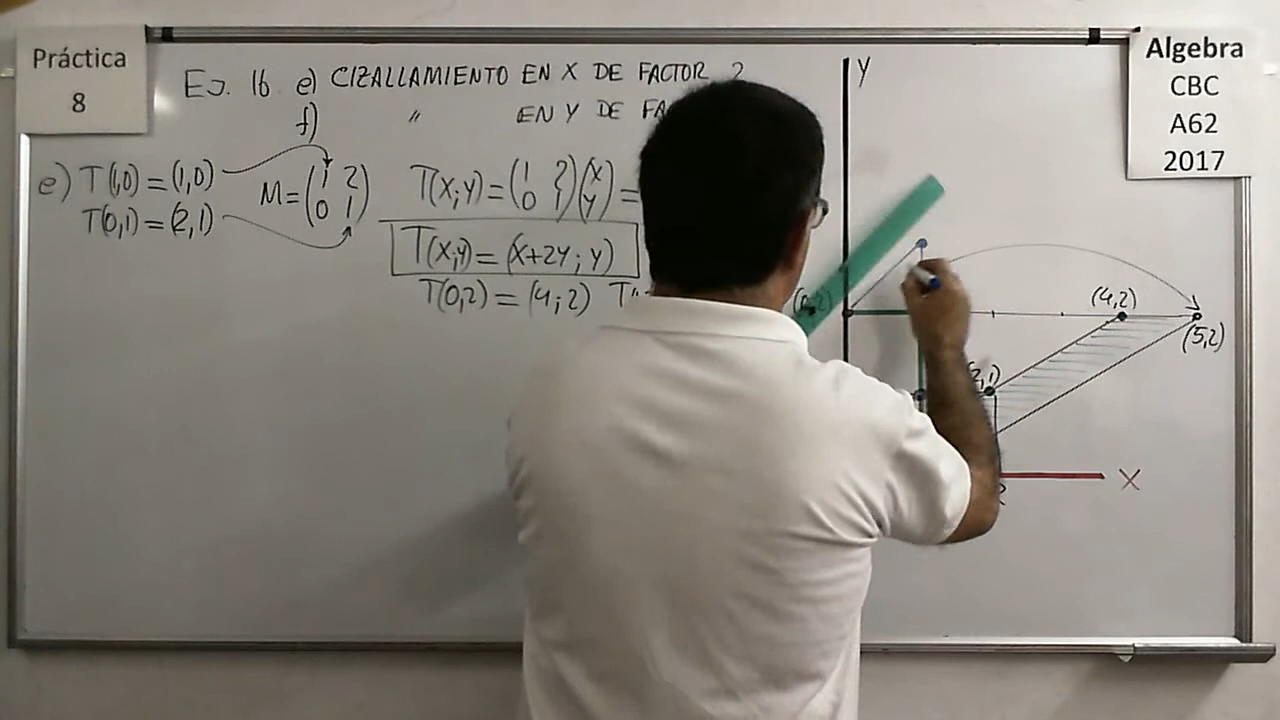 Práctica
8
Algebra
CBC
A62
2017
EJ. 16 e) CIZALLAMIENTO EN X DE FACTOR 2
f) " EN Y DE
e) T(1,0) = (1,0)
T(0,1) = (2,1)
M = (1 2
0 1)
T(X;Y) = (1 2
0 1) (X
Y) =
T(X;Y) = (X+2Y; Y)
T(0,2) = (4;2)
Y
(4,2)
(5,2)
X